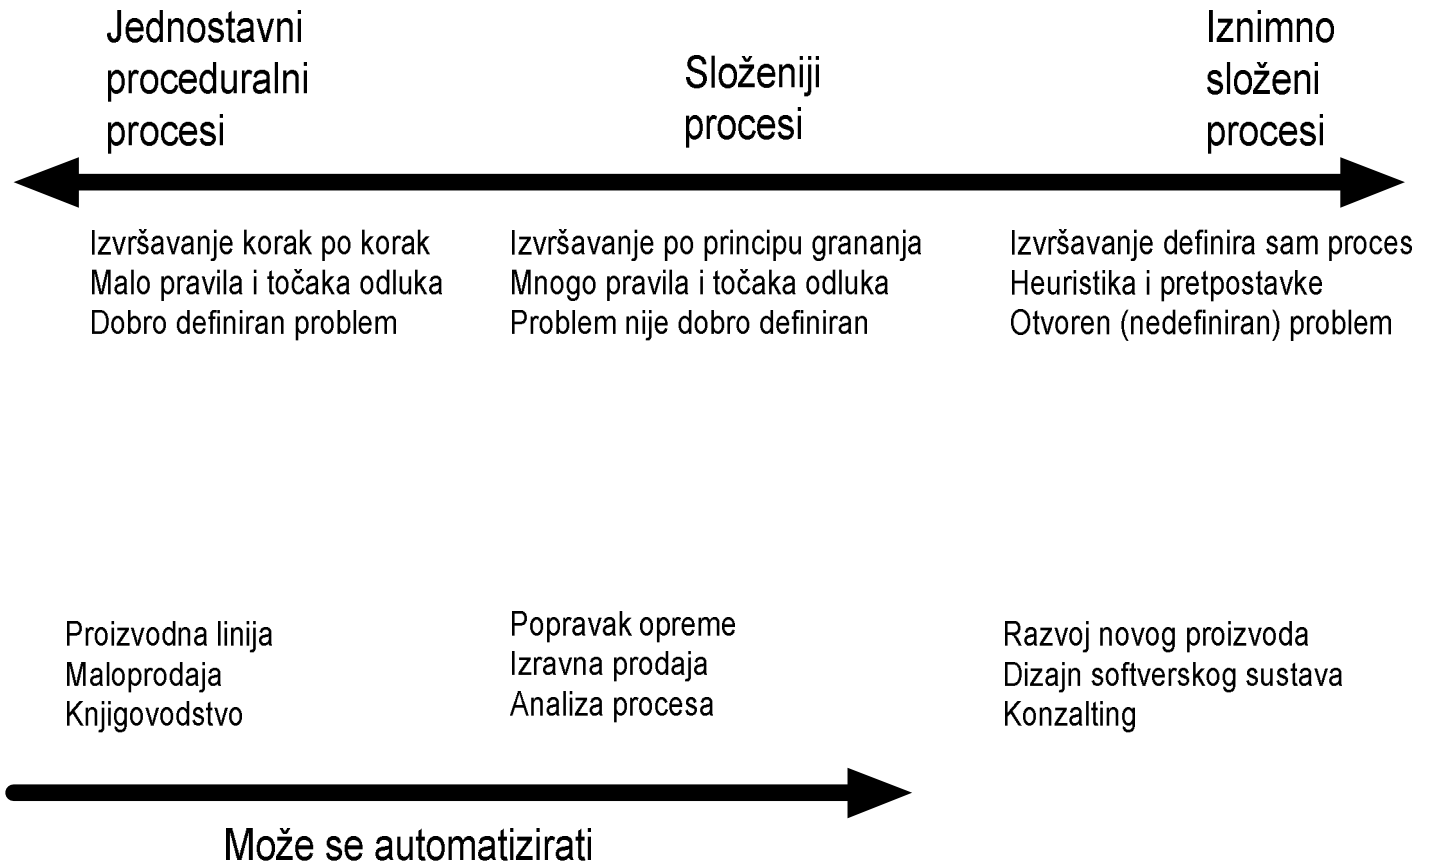 Jednostavni
proceduralni
procesi
Složeniji
procesi
Iznimno
složeni
procesi
Izvršavanje korak po korak
Malo pravila i točaka odluka
Dobro definiran problem
Izvršavanje po principu grananja
Mnogo pravila i točaka odluka
Problem nije dobro definiran
Izvršavanje definira sam proces
Heuristika i pretpostavke
Otvoren (nedefiniran) problem
Proizvodna linija
Maloprodaja
Knjigovodstvo
Popravak opreme
Izravna prodaja
Analiza procesa
Razvoj novog proizvoda
Dizajn softverskog sustava
Konzalting
Može se automatizirati